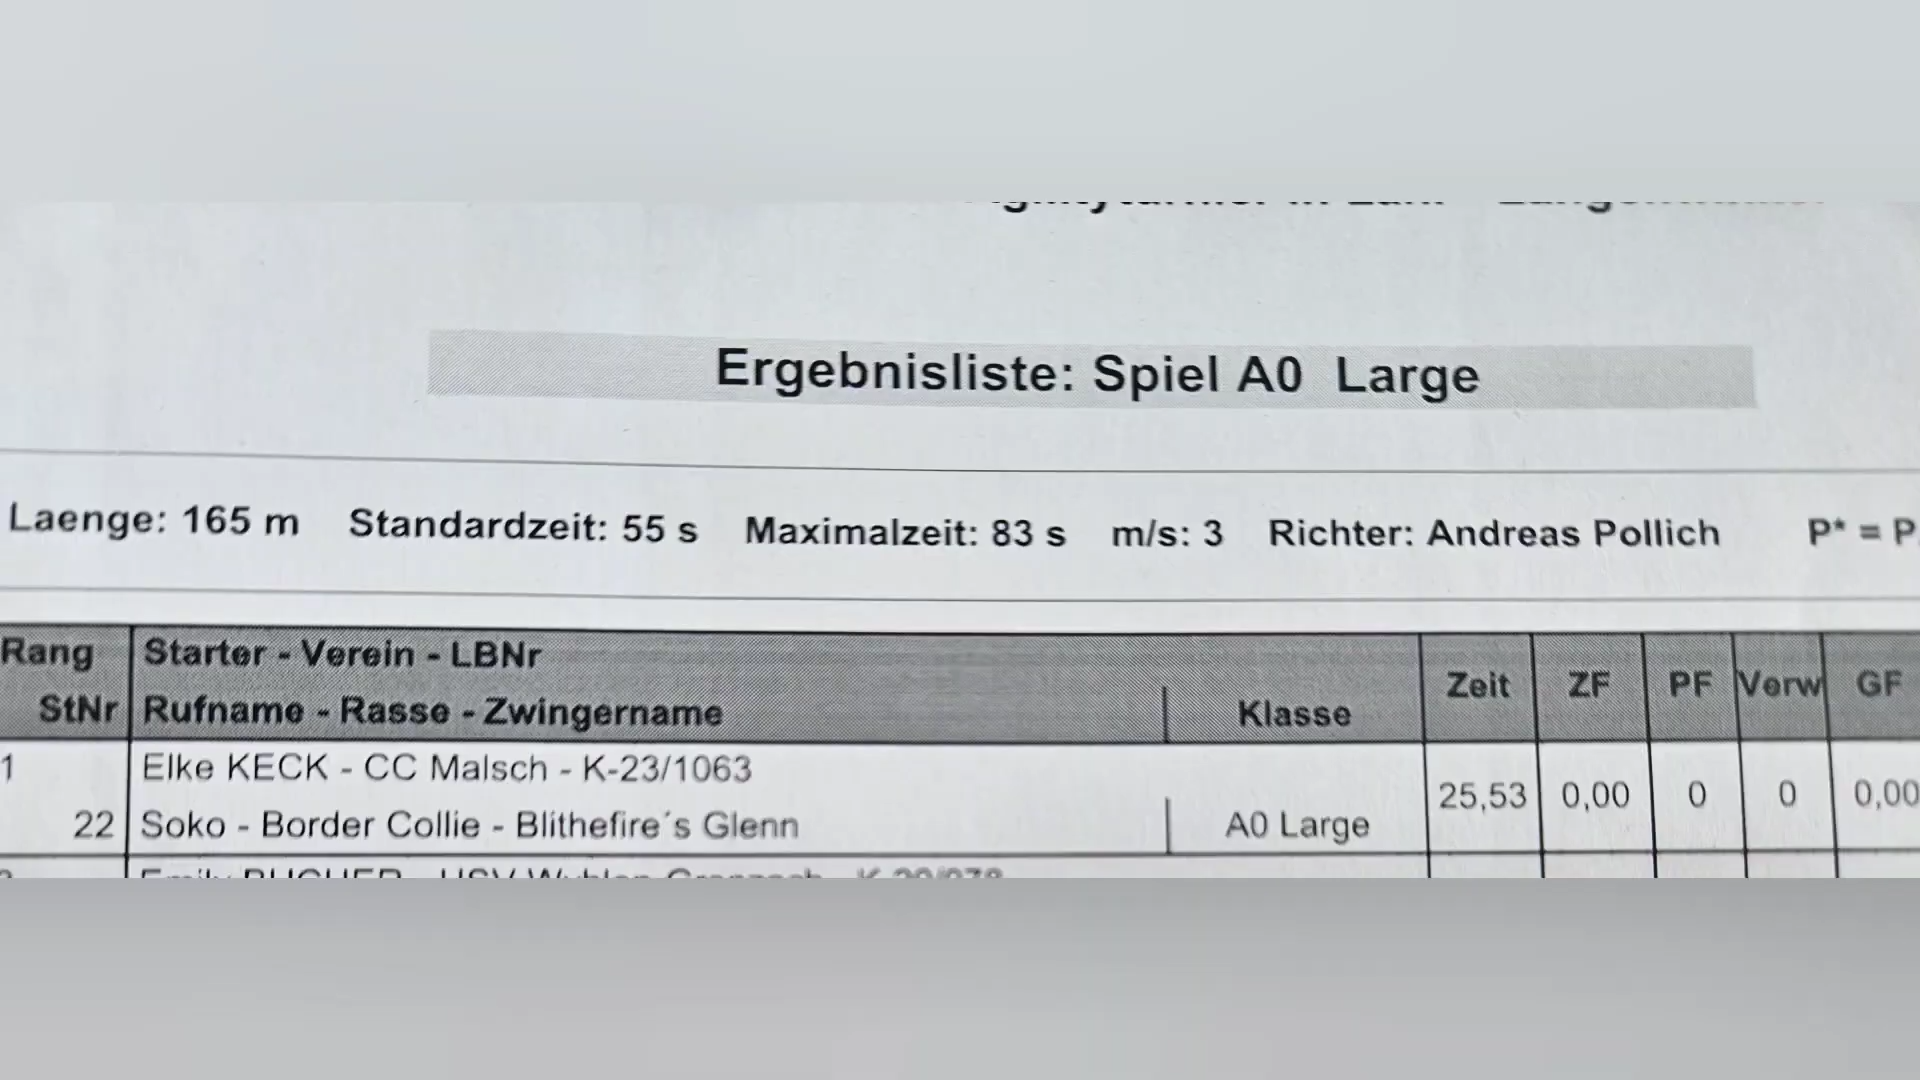 Ergebnisliste: Spiel A0 Large
Laenge: 165 m Standardzeit: 55 s Maximalzeit: 83 s m/s: 3 Richter: Andreas Pollich P* = P
Rang Starter - Verein - LBNr
StNr Rufname - Rasse - Zwingername Klasse Zeit ZF PF Verw GF
1 Elke KECK - CC Malsch - K-23/1063
22 Soko - Border Collie - Blithefire´s Glenn A0 Large 25,53 0,00 0 0 0,00